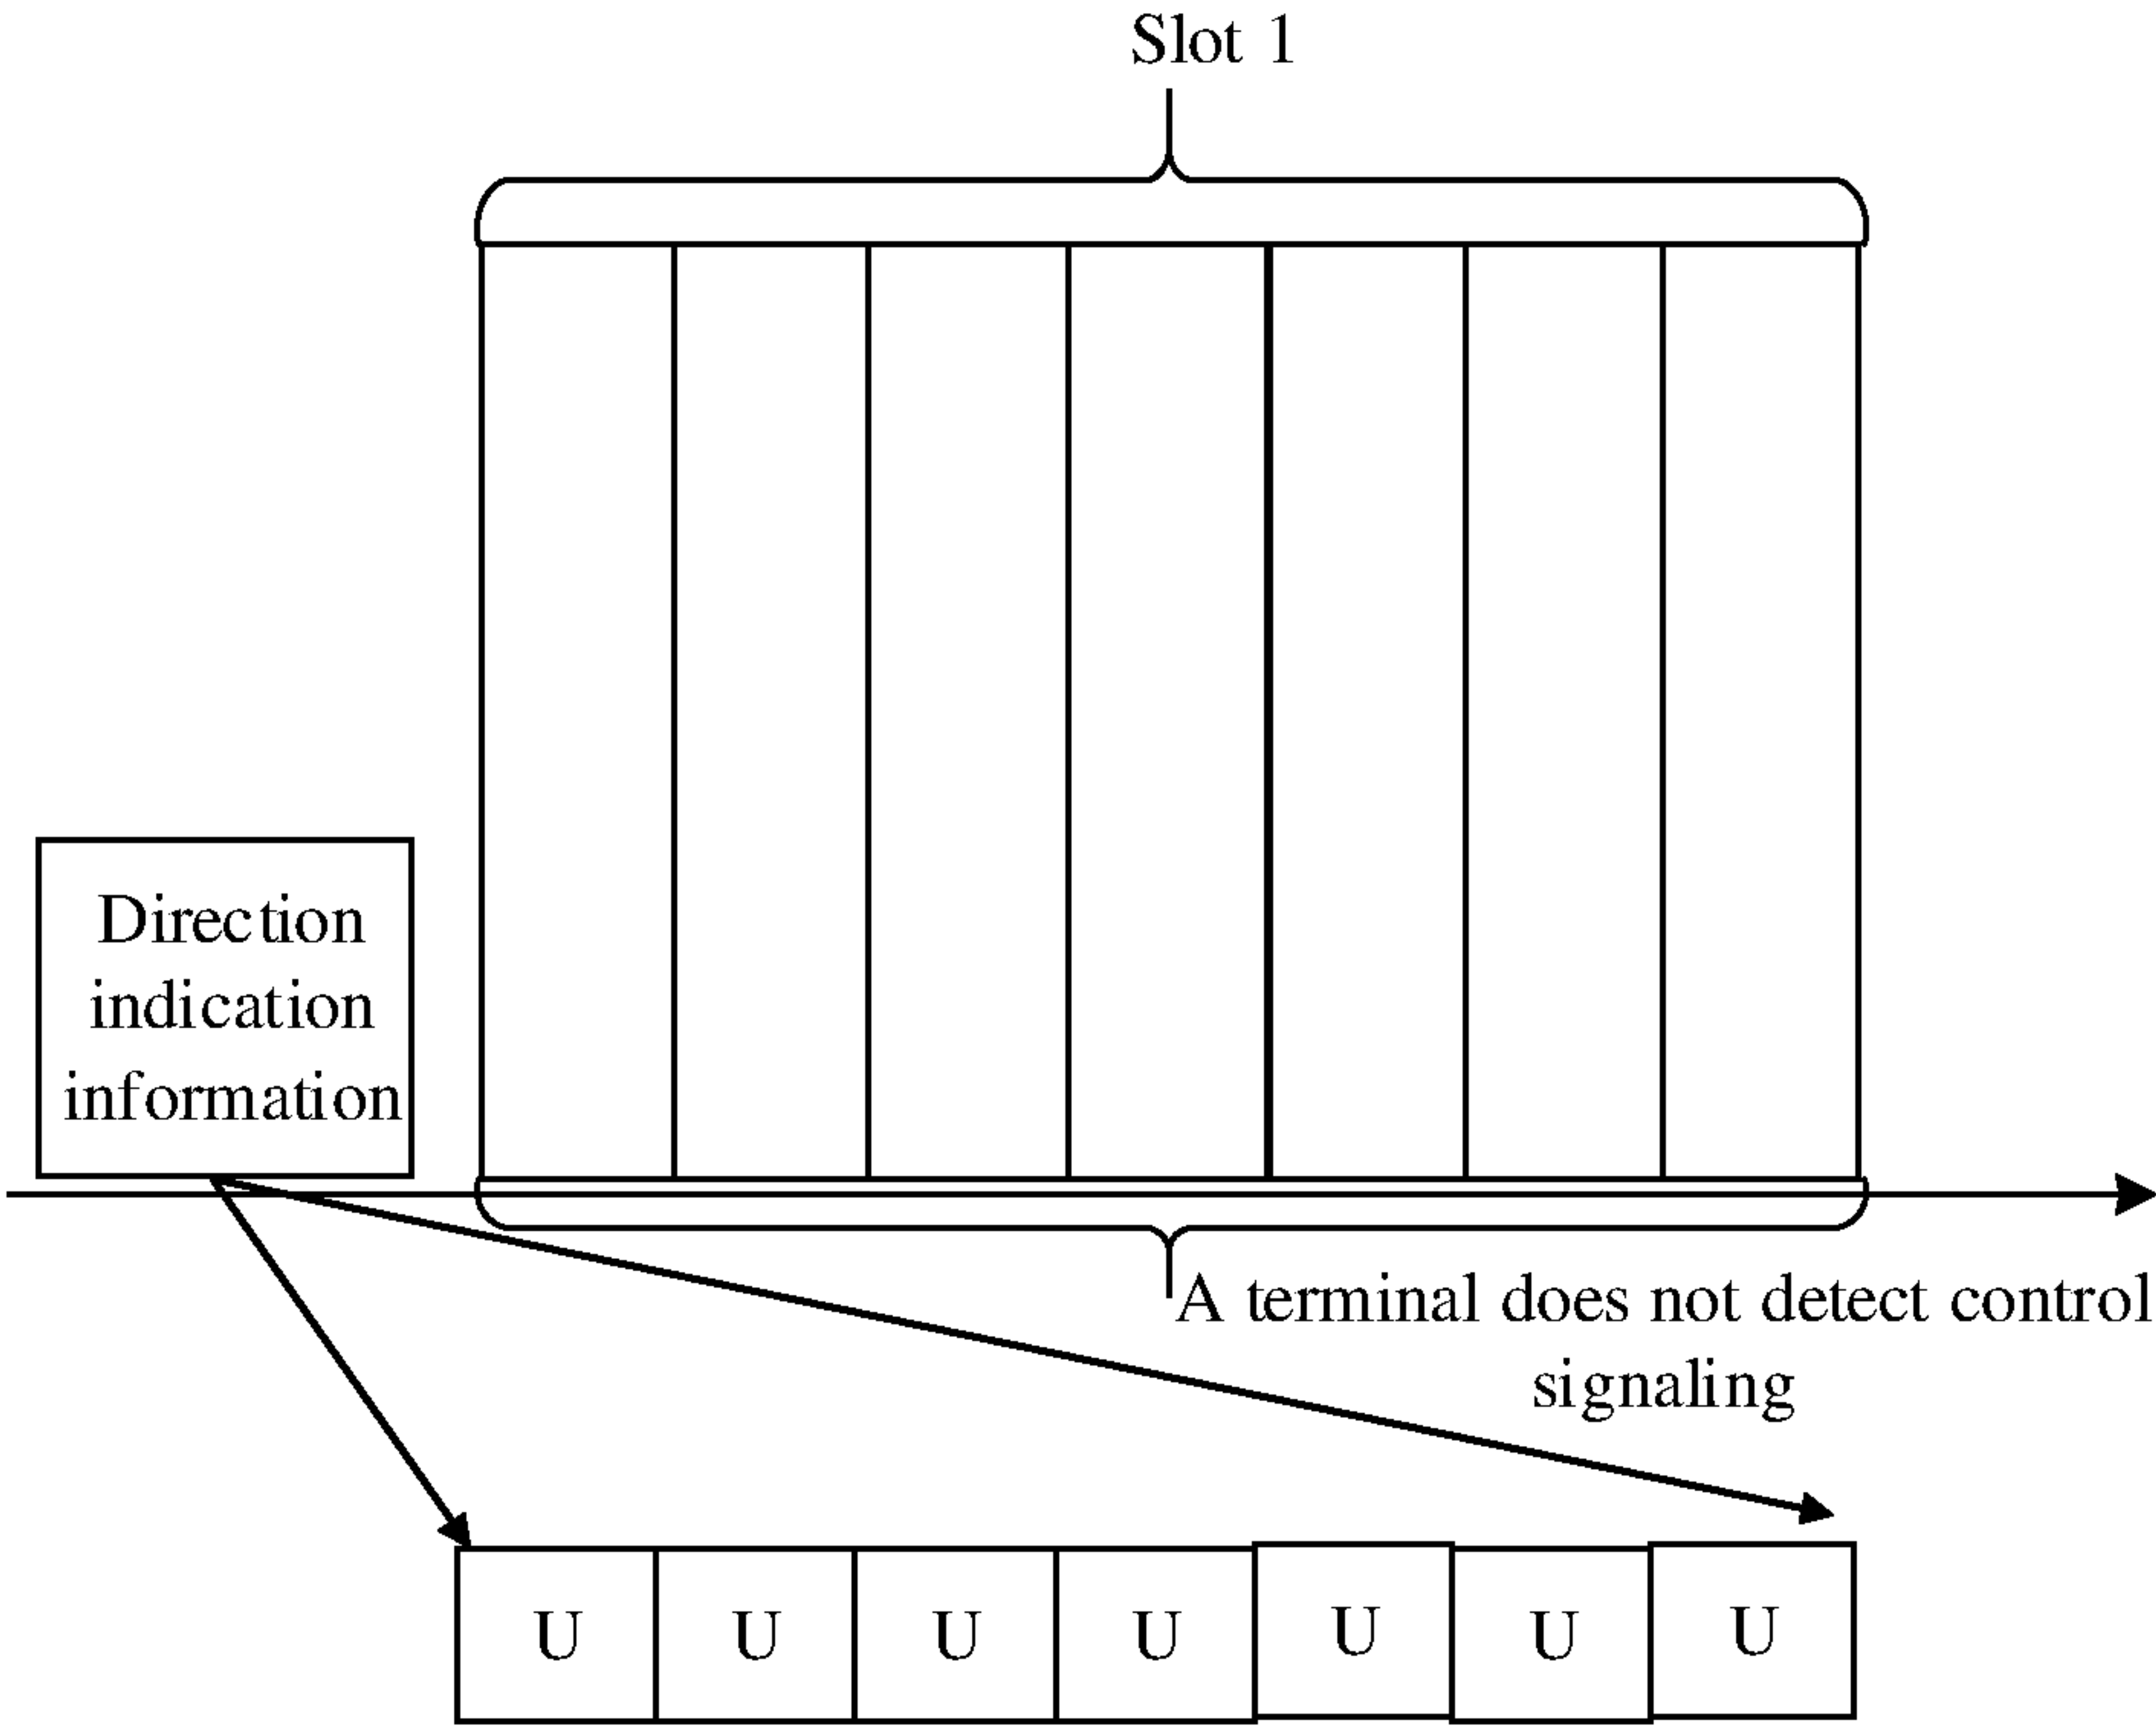 Slot 1
Direction
indication
information
A terminal does not detect control
signaling
U U U U U U U